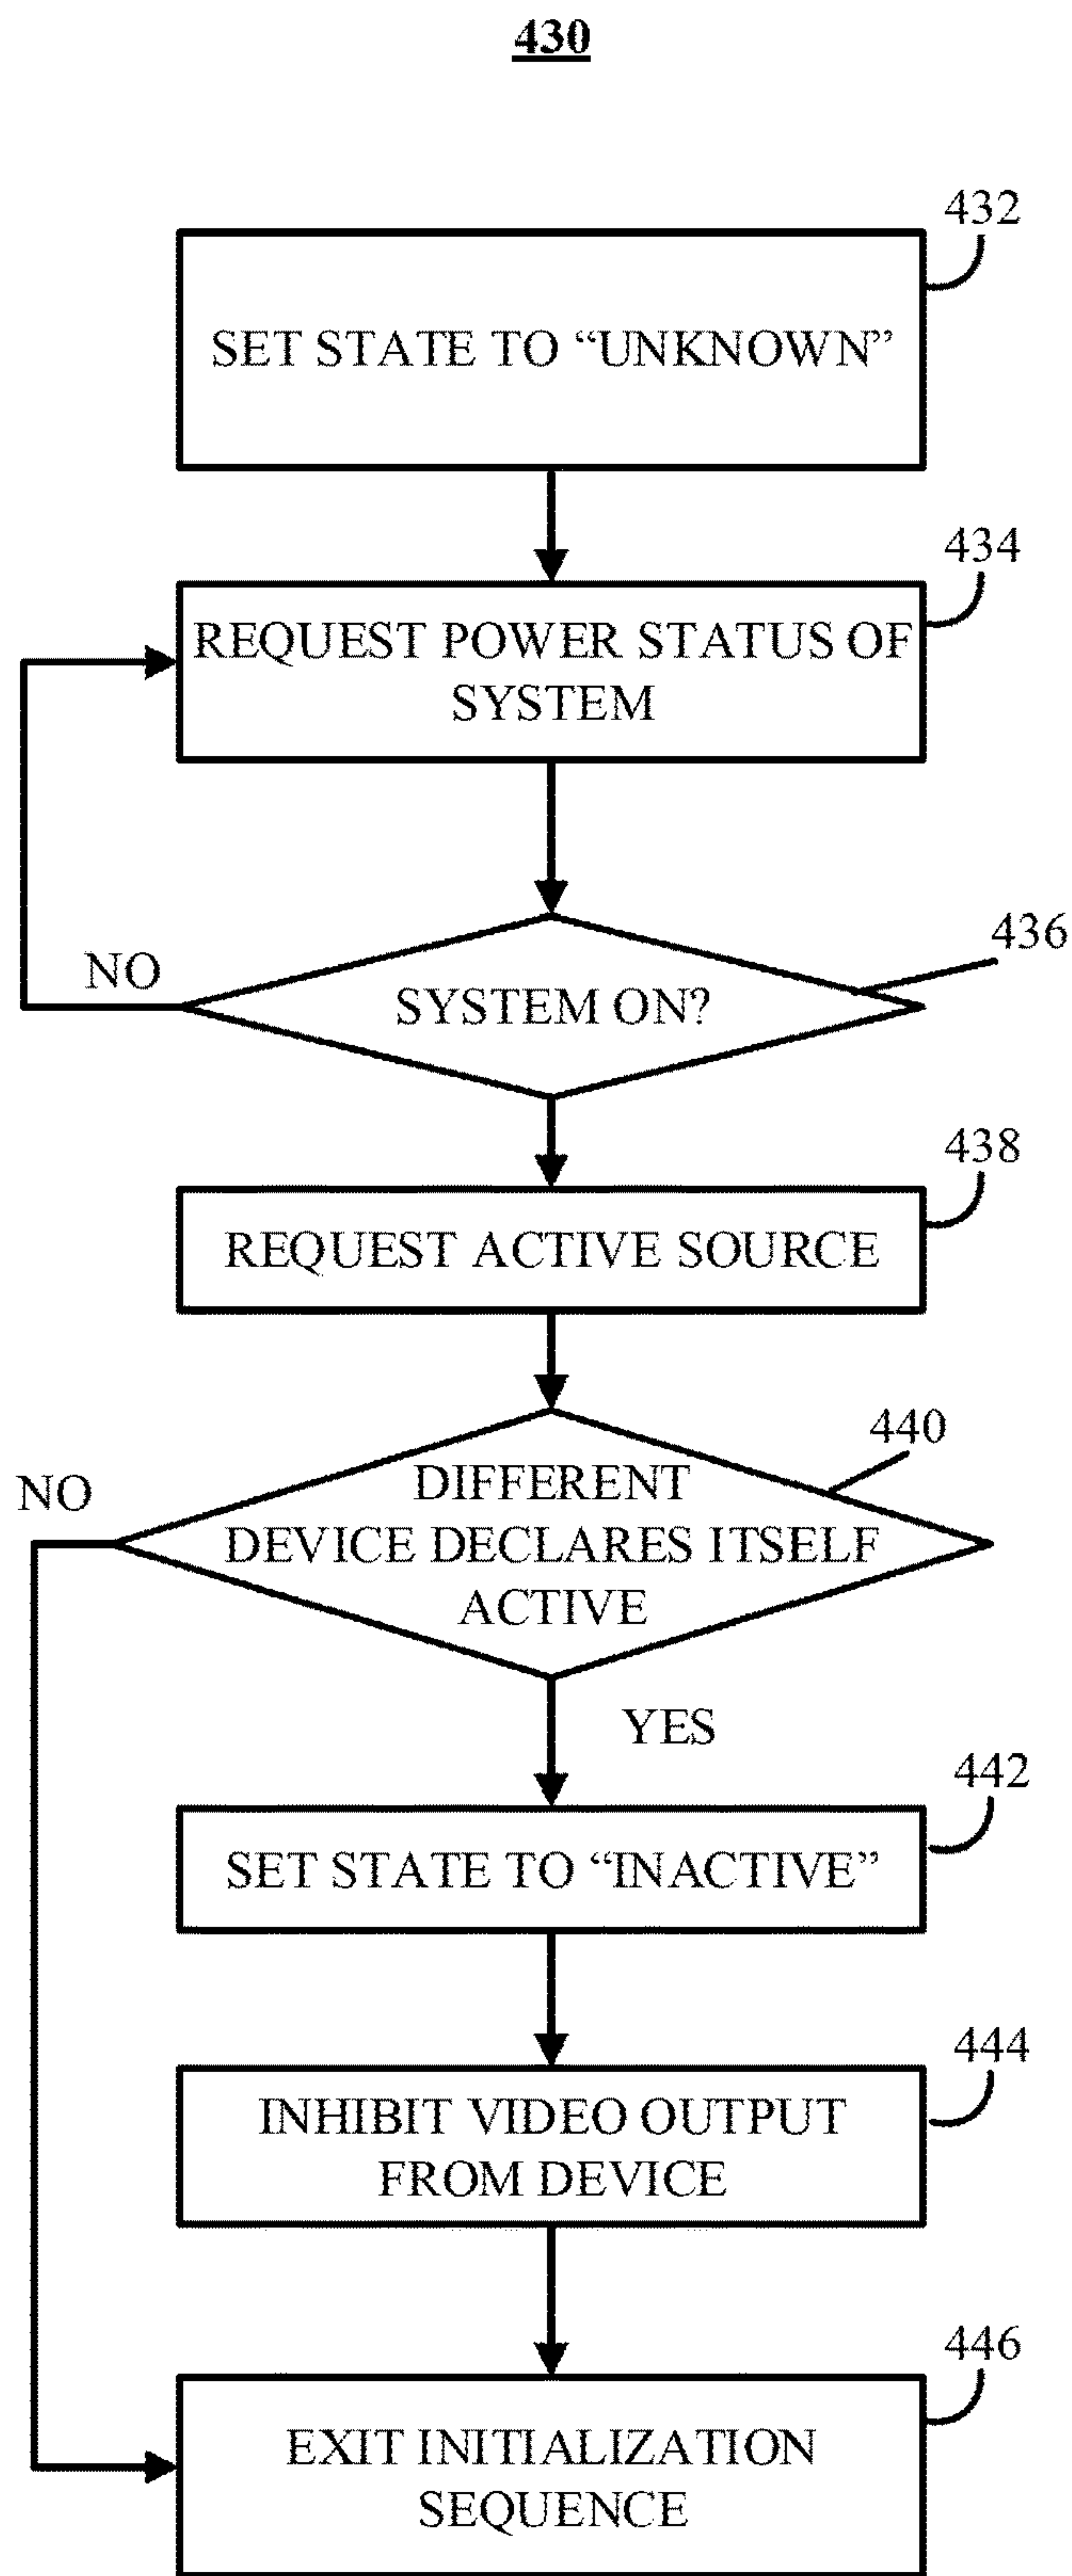 430
432
SET STATE TO “UNKNOWN”
434
REQUEST POWER STATUS OF
SYSTEM
436
NO
SYSTEM ON?
438
REQUEST ACTIVE SOURCE
440
NO
DIFFERENT
DEVICE DECLARES ITSELF
ACTIVE
YES
442
SET STATE TO “INACTIVE”
444
INHIBIT VIDEO OUTPUT
FROM DEVICE
446
EXIT INITIALIZATION
SEQUENCE